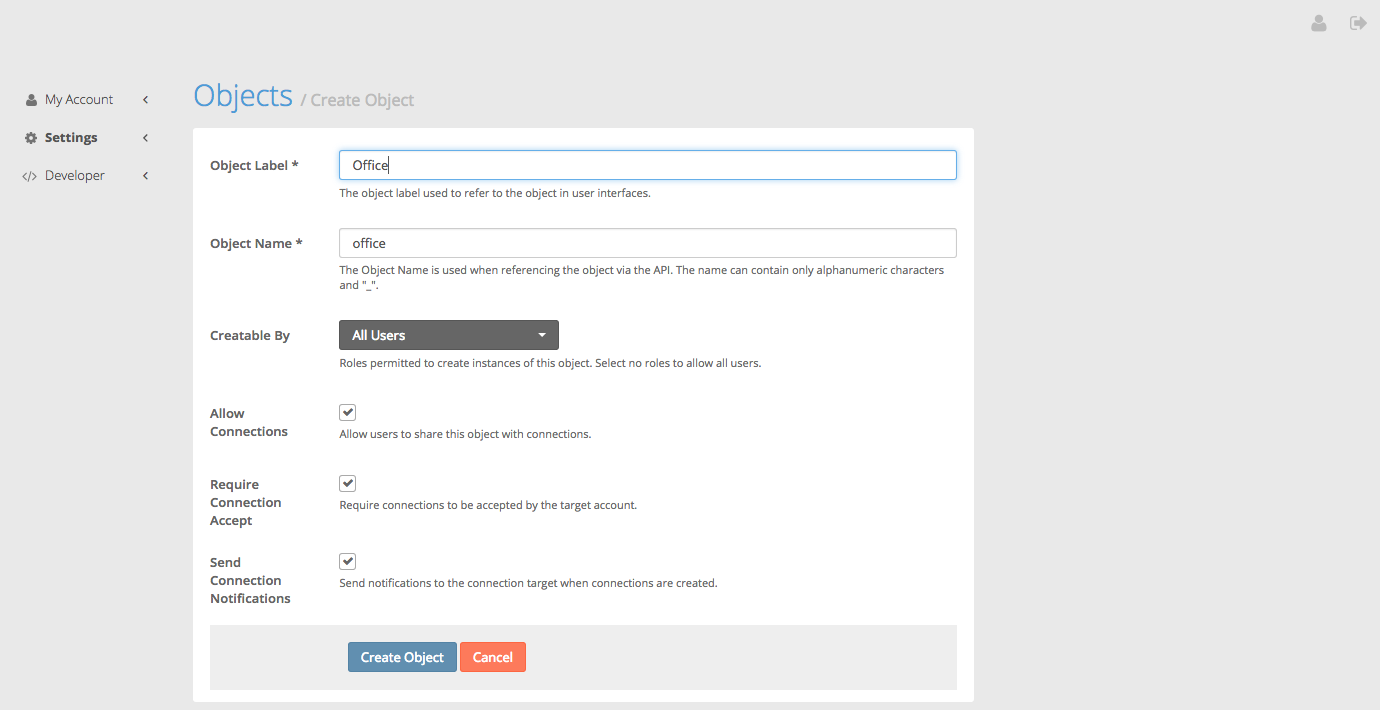 My Account
Settings
</> Developer
Objects / Create Object
Object Label *
Office
The object label used to refer to the object in user interfaces.
Object Name *
office
The Object Name is used when referencing the object via the API. The name can contain only alphanumeric characters
and "_".
Creatable By
All Users
Roles permitted to create instances of this object. Select no roles to allow all users.
Allow
Connections
Allow users to share this object with connections.
Require
Connection
Accept
Require connections to be accepted by the target account.
Send
Connection
Notifications
Send notifications to the connection target when connections are created.
Create Object Cancel